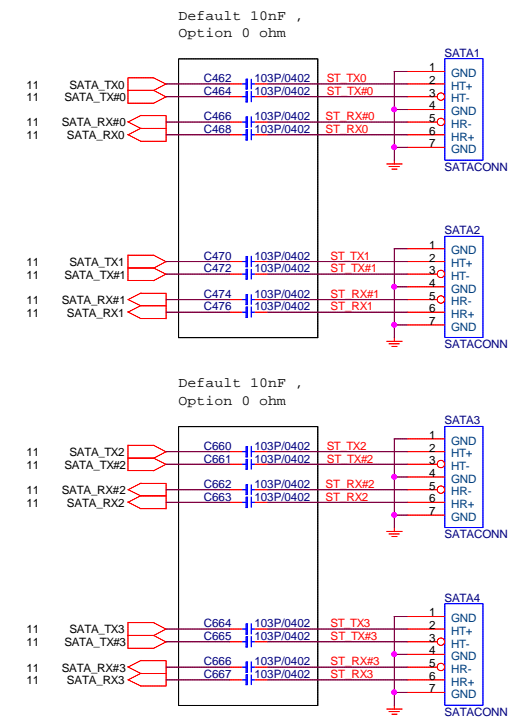 Default 10nF ,
Option 0 ohm
SATA1
11 SATA_TX0 C462 103P/0402 ST_TX0 1 GND
11 SATA_TX#0 C464 103P/0402 ST_TX#0 2 HT+
3 HT-
4 GND
11 SATA_RX#0 C466 103P/0402 ST_RX#0 5 HR-
11 SATA_RX0 C468 103P/0402 ST_RX0 6 HR+
7 GND
SATACONN
SATA2
1 GND
11 SATA_TX1 C470 103P/0402 ST_TX1 2 HT+
11 SATA_TX#1 C472 103P/0402 ST_TX#1 3 HT-
4 GND
11 SATA_RX#1 C474 103P/0402 ST_RX#1 5 HR-
11 SATA_RX1 C476 103P/0402 ST_RX1 6 HR+
7 GND
SATACONN
Default 10nF ,
Option 0 ohm
SATA3
1 GND
11 SATA_TX2 C660 103P/0402 ST_TX2 2 HT+
11 SATA_TX#2 C661 103P/0402 ST_TX#2 3 HT-
4 GND
11 SATA_RX#2 C662 103P/0402 ST_RX#2 5 HR-
11 SATA_RX2 C663 103P/0402 ST_RX2 6 HR+
7 GND
SATACONN
SATA4
1 GND
11 SATA_TX3 C664 103P/0402 ST_TX3 2 HT+
11 SATA_TX#3 C665 103P/0402 ST_TX#3 3 HT-
4 GND
11 SATA_RX#3 C666 103P/0402 ST_RX#3 5 HR-
11 SATA_RX3 C667 103P/0402 ST_RX3 6 HR+
7 GND
SATACONN